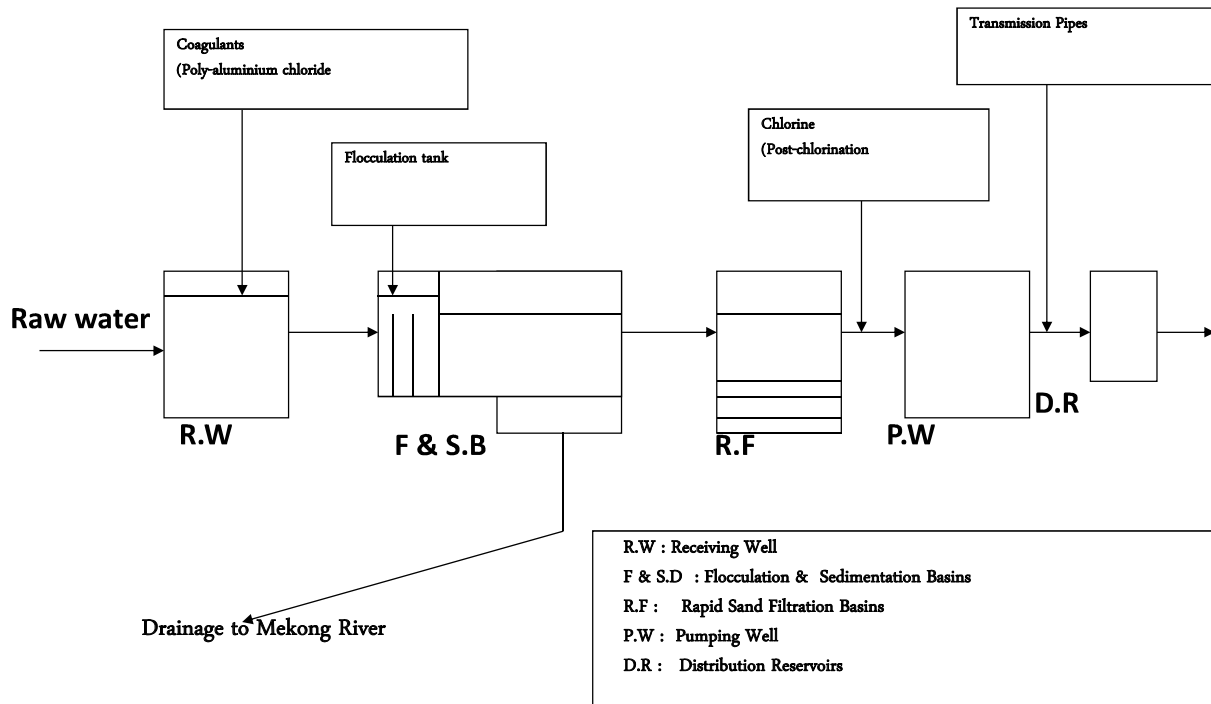 Transmission Pipes
Coagulants
(Poly-aluminium chloride
Chlorine
(Post-chlorination
Flocculation tank
Raw water
R.W
F & S.B
R.F
P.W
D.R
R.W : Receiving Well
F & S.D : Flocculation & Sedimentation Basins
R.F : Rapid Sand Filtration Basins
P.W : Pumping Well
D.R : Distribution Reservoirs
Drainage to Mekong River